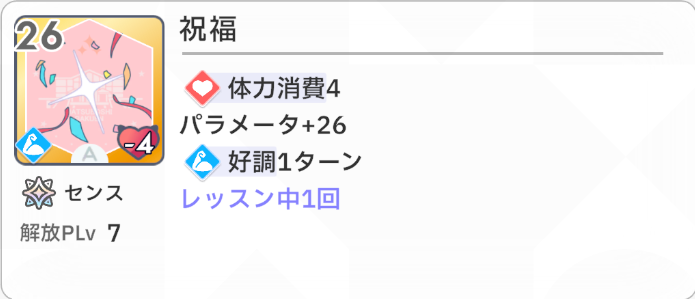 26
祝福
体力消費4
パラメータ+26
好調1ターン
レッスン中1回
-4
A
センス
解放PLv 7